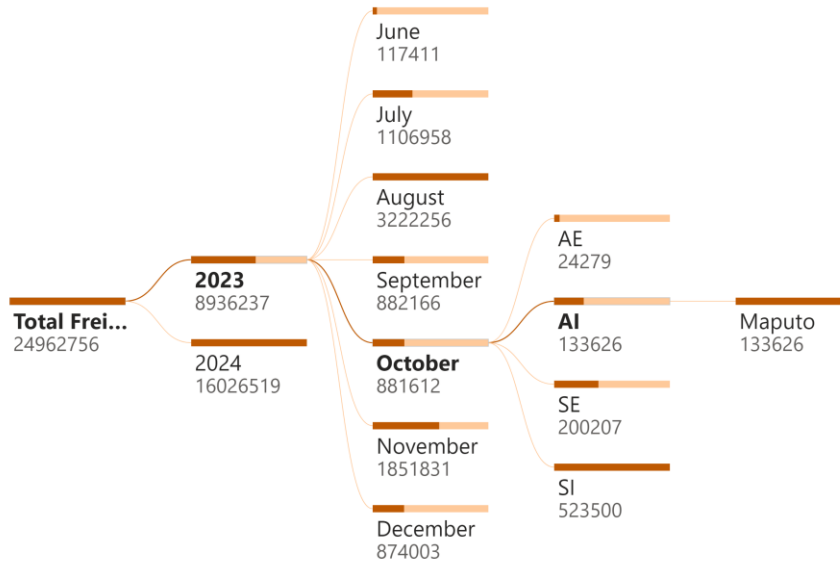 Total Frei...
24962756
2023
8936237
2024
16026519
June
117411
July
1106958
August
3222256
September
882166
October
881612
November
1851831
December
874003
AE
24279
AI
133626
SE
200207
SI
523500
Maputo
133626